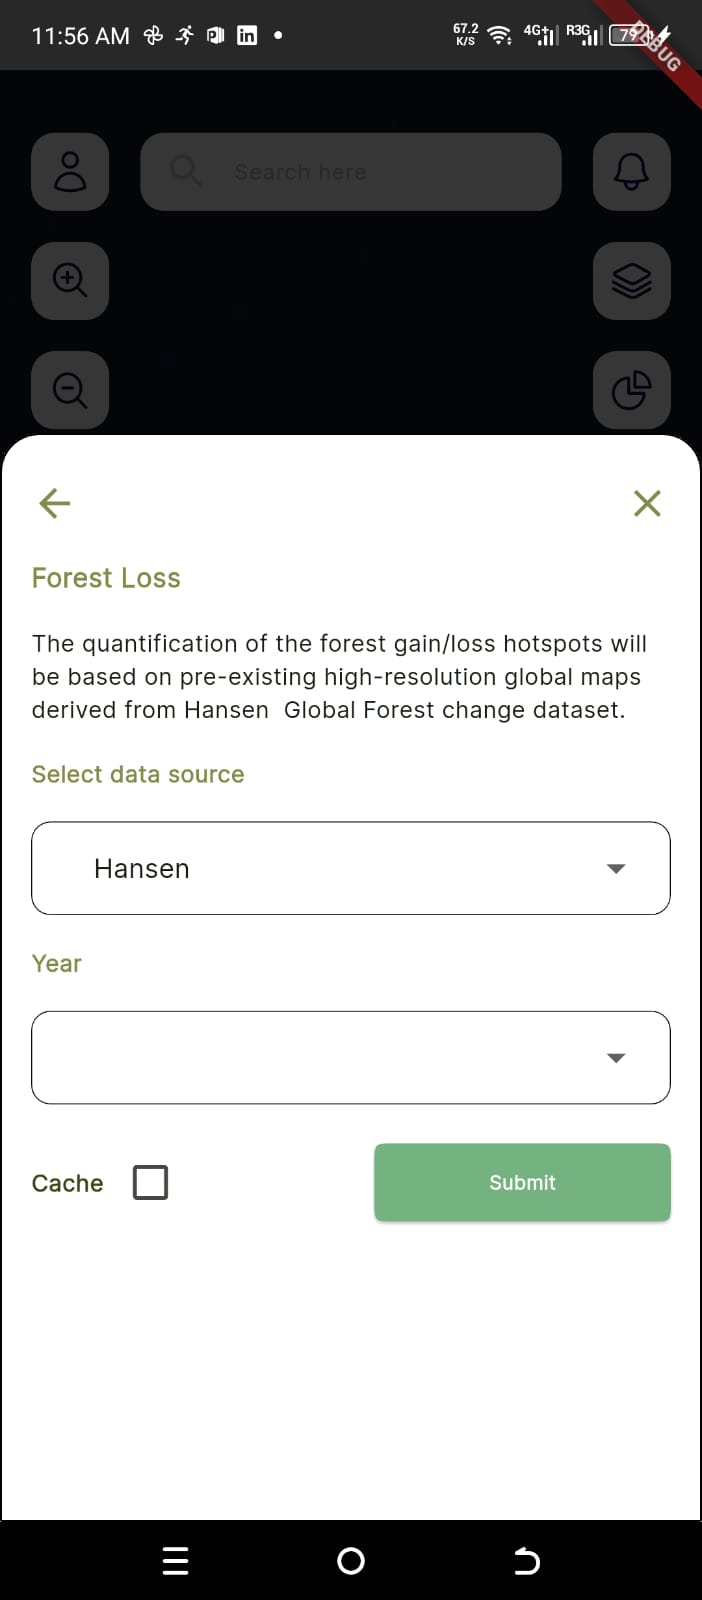 11:56 AM
67.2
K/S
4G+
R3G
79
DEBUG
Search here
Forest Loss
The quantification of the forest gain/loss hotspots will
be based on pre-existing high-resolution global maps
derived from Hansen  Global Forest change dataset.
Select data source
Hansen
Year
Cache
Submit